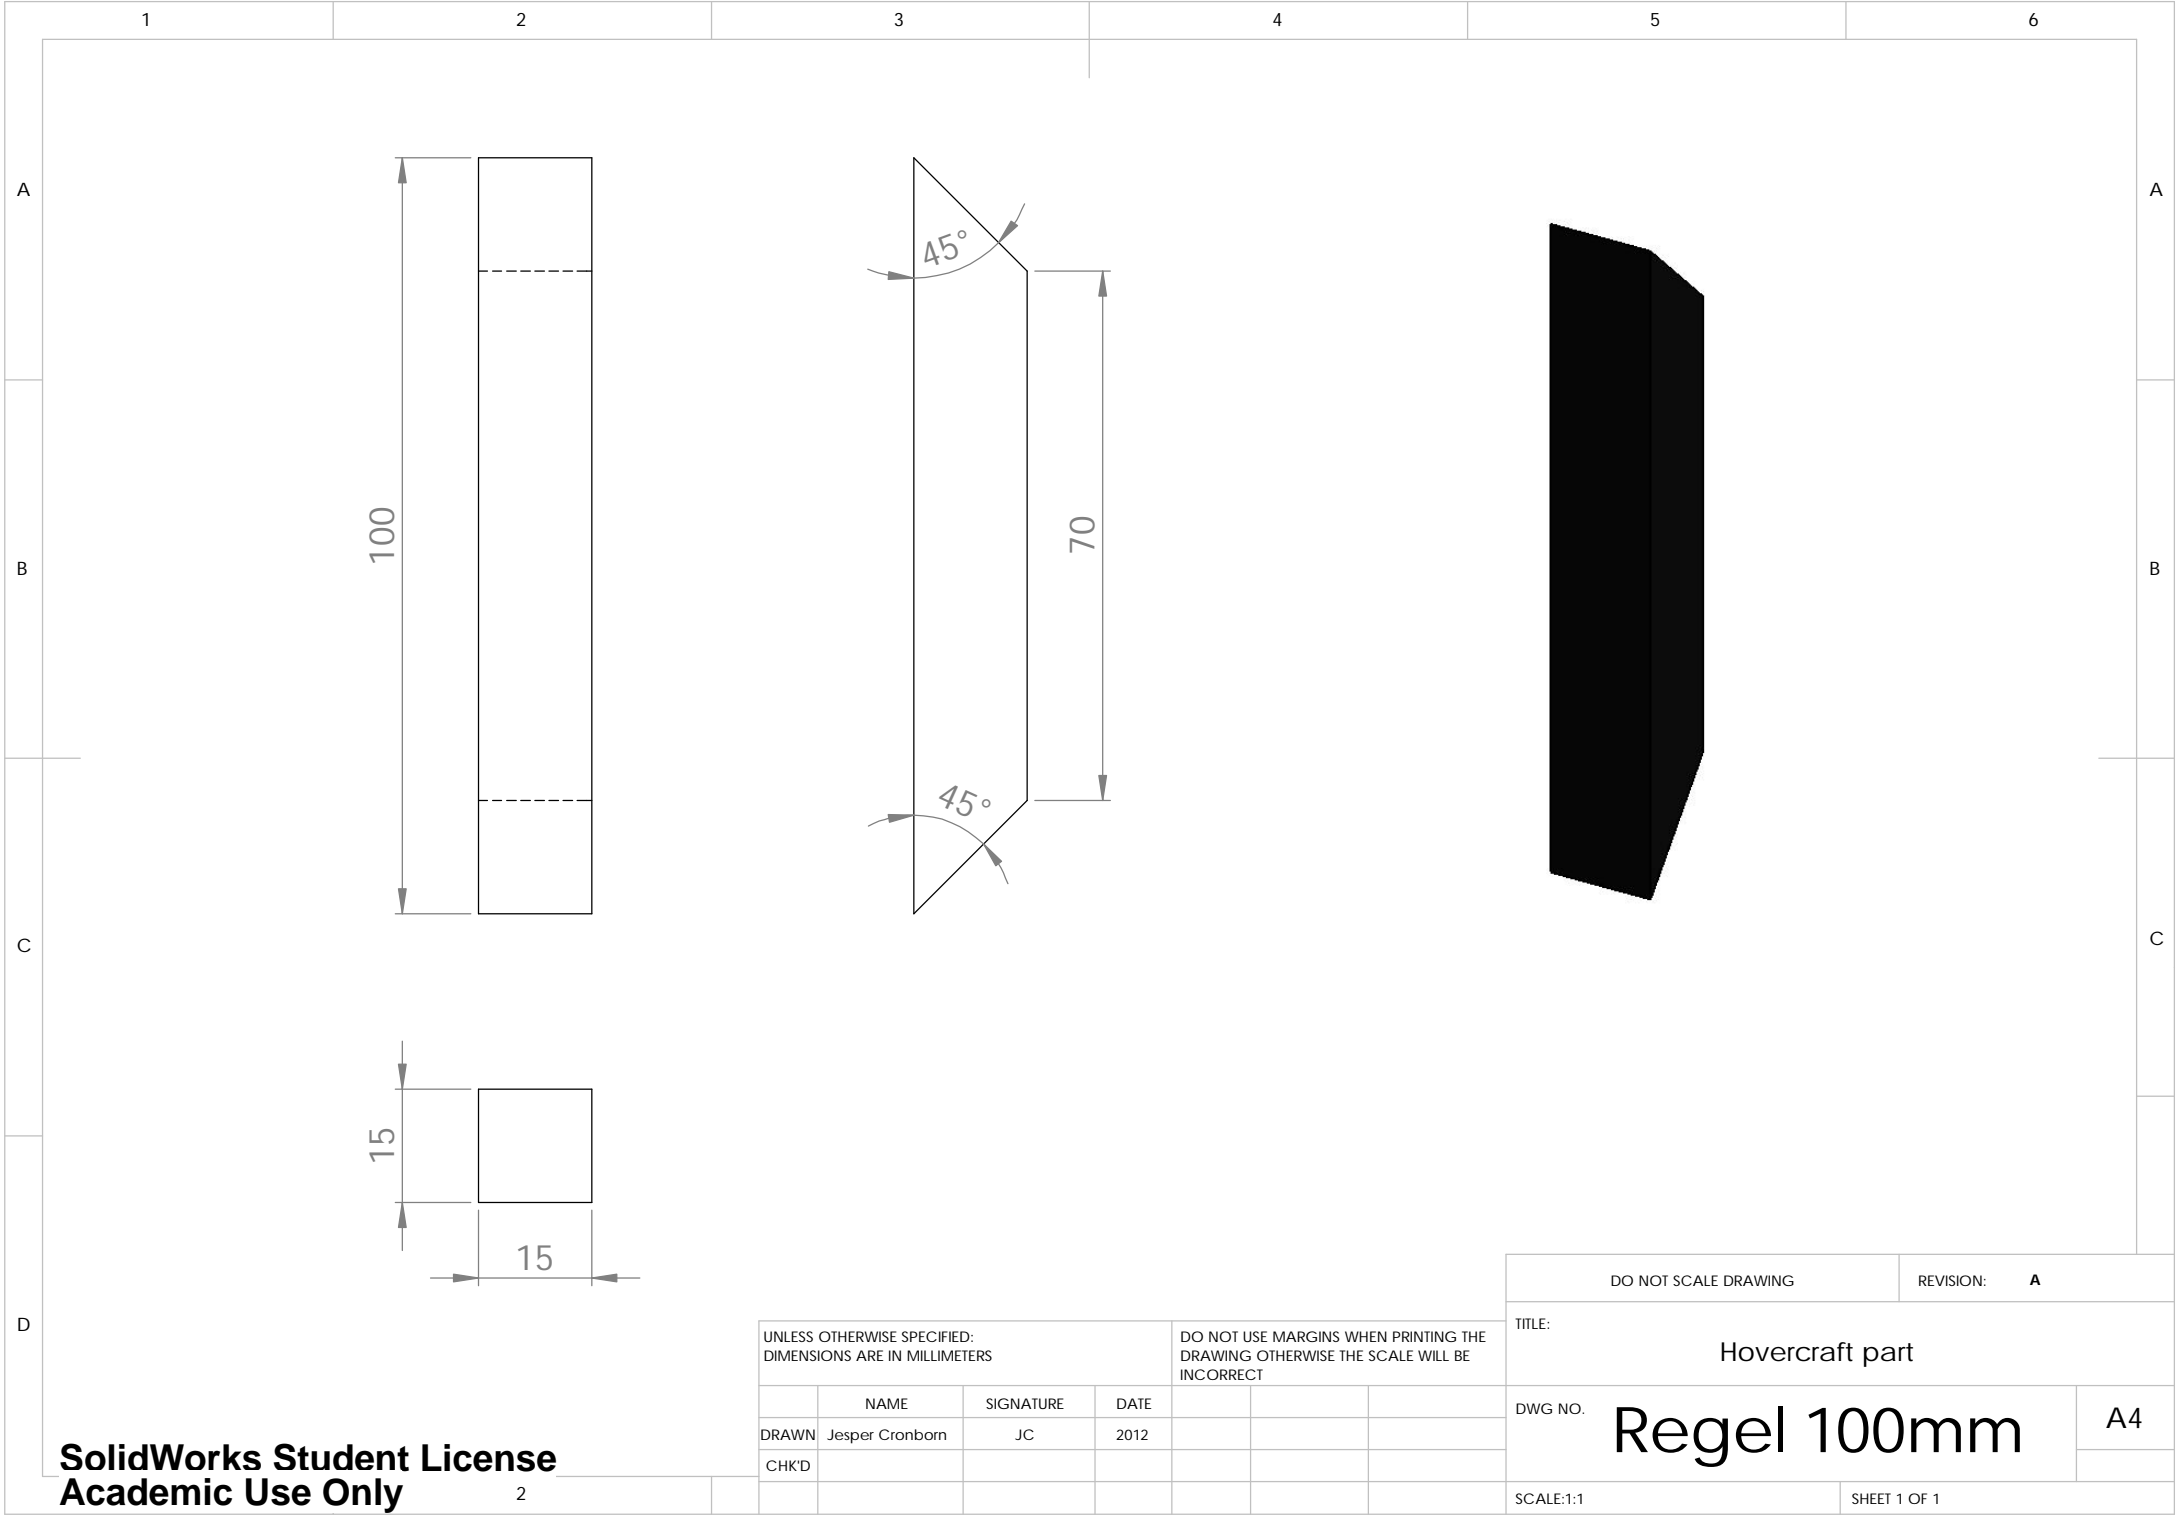 1 2 3 4 5 6
A A
100
45°
70
B B
45°
C C
15
15
D
DO NOT SCALE DRAWING
REVISION: A
UNLESS OTHERWISE SPECIFIED:
DIMENSIONS ARE IN MILLIMETERS
DO NOT USE MARGINS WHEN PRINTING THE
DRAWING OTHERWISE THE SCALE WILL BE
INCORRECT
TITLE:
Hovercraft part
NAME SIGNATURE DATE
DRAWN Jesper Cronborn JC 2012
CHK'D
DWG NO. Regel 100mm
A4
SCALE:1:1
SHEET 1 OF 1
SolidWorks Student License
Academic Use Only
2